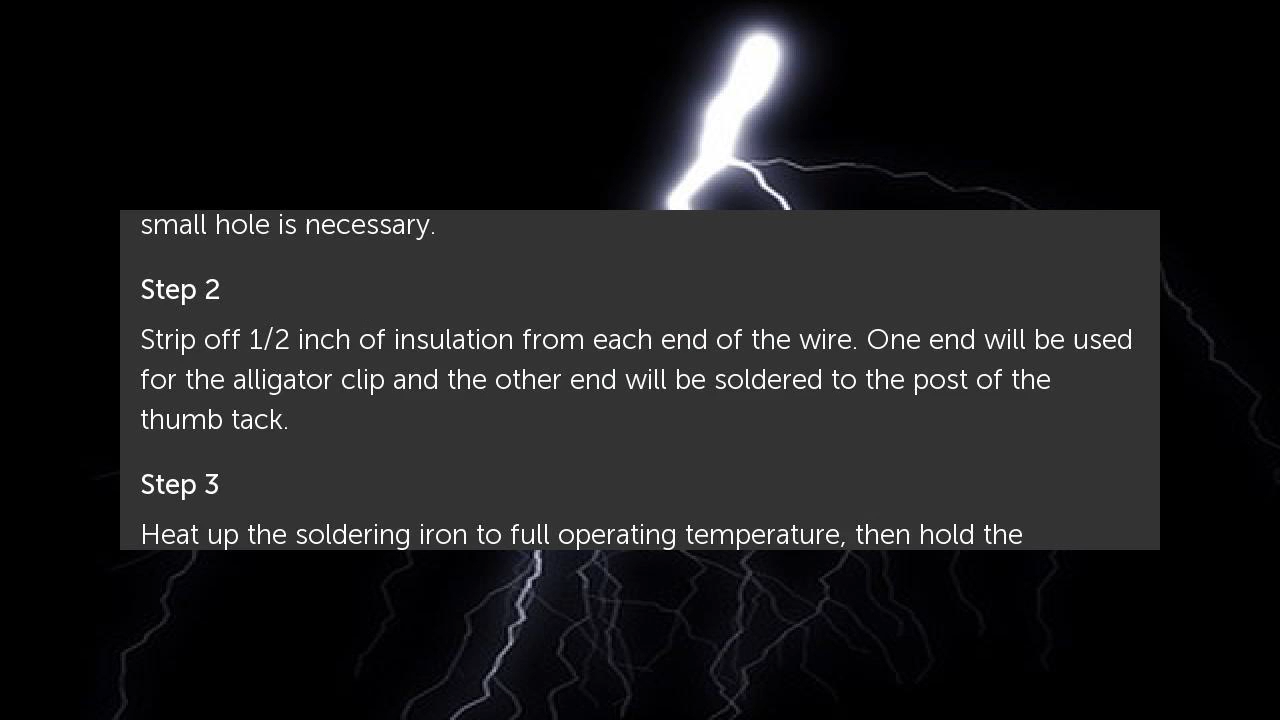 small hole is necessary.
Step 2
Strip off 1/2 inch of insulation from each end of the wire. One end will be used
for the alligator clip and the other end will be soldered to the post of the
thumb tack.
Step 3
Heat up the soldering iron to full operating temperature, then hold the